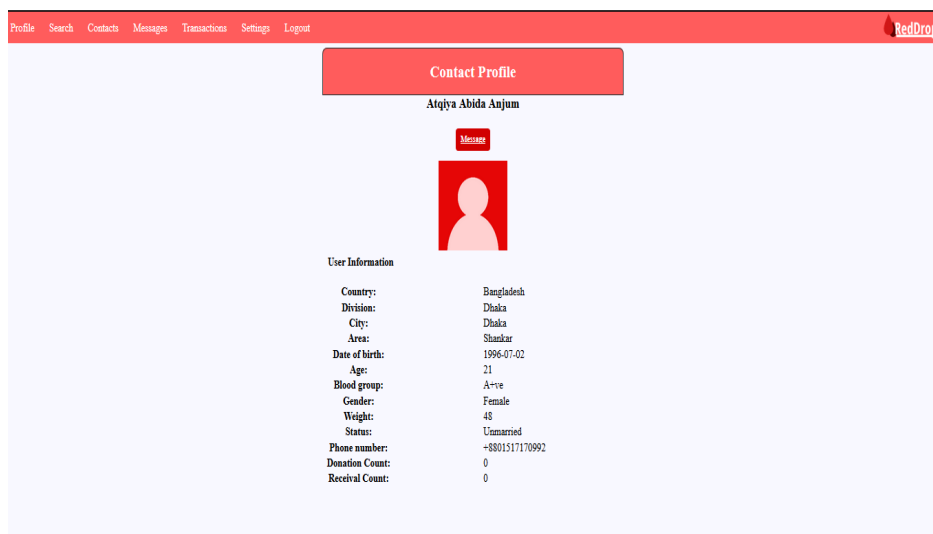 Profile Search Contacts Messages Transactions Settings Logout
RedDrop
Contact Profile
Atqiya Abida Anjum
Message
User Information
Country: Bangladesh
Division: Dhaka
City: Dhaka
Area: Shankar
Date of birth: 1996-07-02
Age: 21
Blood group: A+ve
Gender: Female
Weight: 48
Status: Unmarried
Phone number: +8801517170992
Donation Count: 0
Receival Count: 0